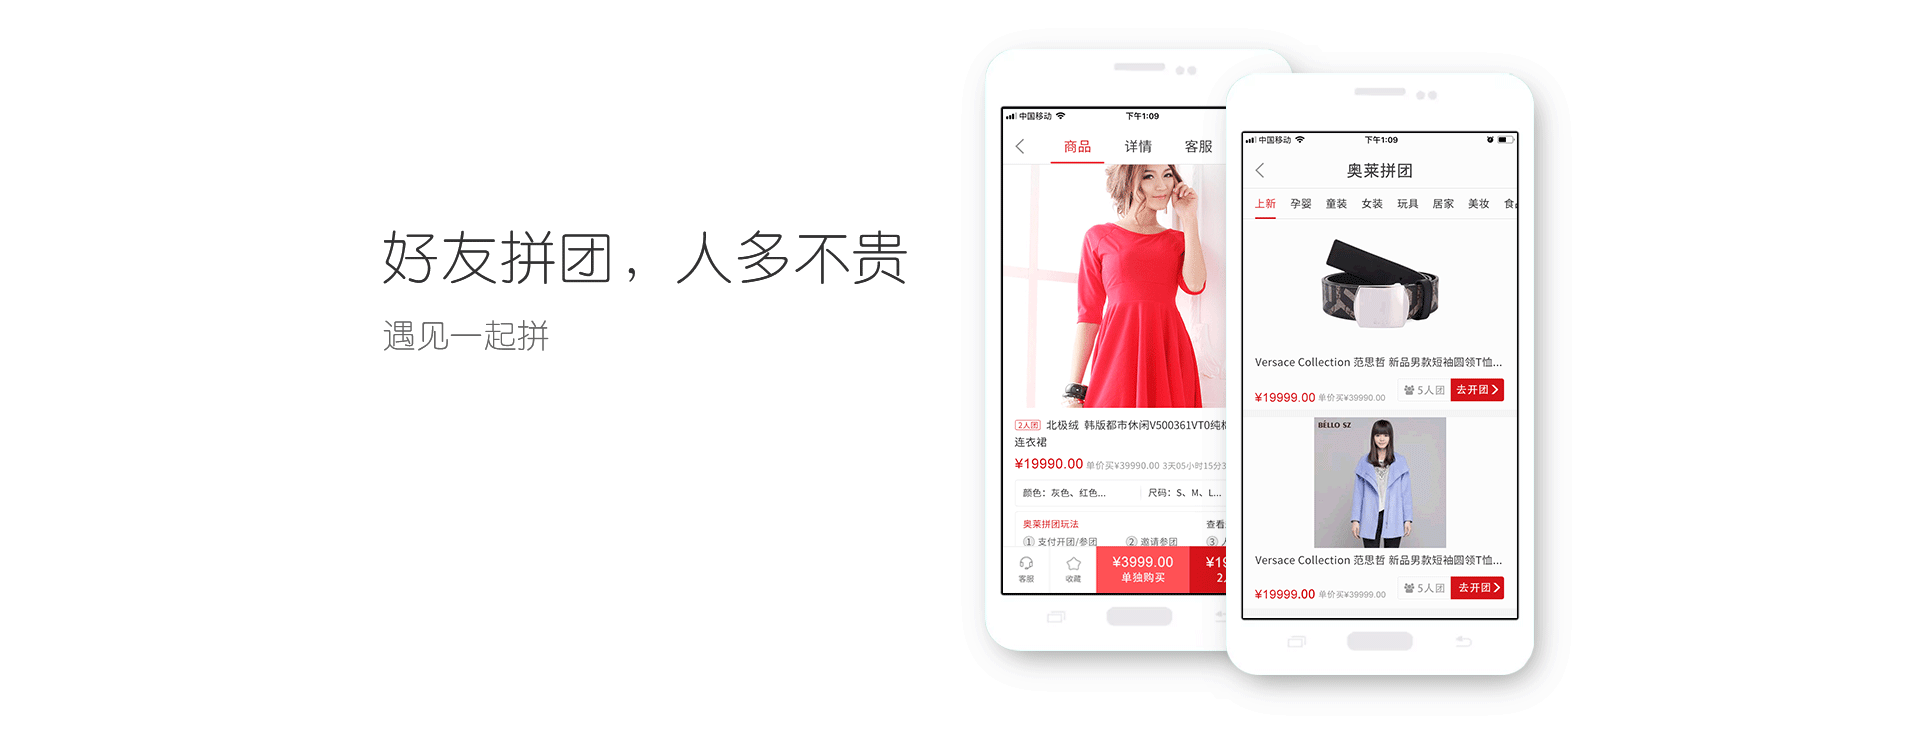 好友拼团，人多不贵
遇见一起拼
中国移动
下午1:09
商品
详情
客服
2人团 北极绒 韩版都市休闲V500361VT0纯
连衣裙
¥19990.00 单价买¥39990.00 3天05小时15分
颜色：灰色、红色...
尺码：S、M、L...
奥莱拼团玩法
查看
1 支付开团/参团
2 邀请参团
3
客服
收藏
¥3999.00
单独购买
¥19
2
中国移动
下午1:09
奥莱拼团
上新 孕婴 童装 女装 玩具 居家 美妆 食
Versace Collection 范思哲 新品男款短袖圆领T恤...
¥19999.00 单价买¥39990.00
5人团
去开团
BÉLLO SZ
Versace Collection 范思哲 新品男款短袖圆领T恤...
¥19999.00 单价买¥39999.00
5人团
去开团